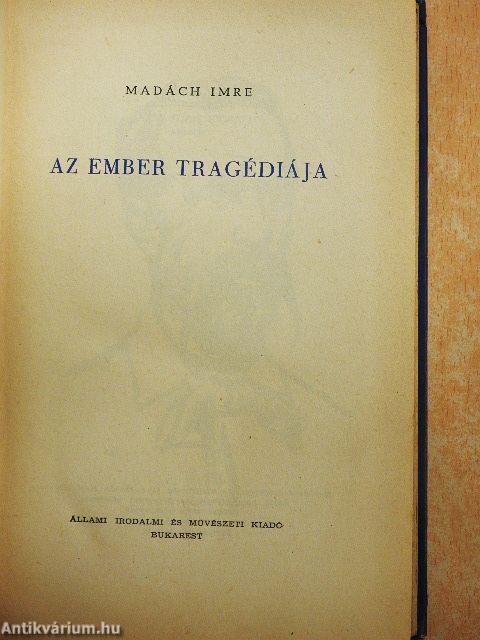 MADÁCH IMRE
AZ EMBER TRAGÉDIÁJA
ÁLLAMI IRODALMI ÉS MŰVÉSZETI KIADÓ
BUKAREST
Antikvárium.hu